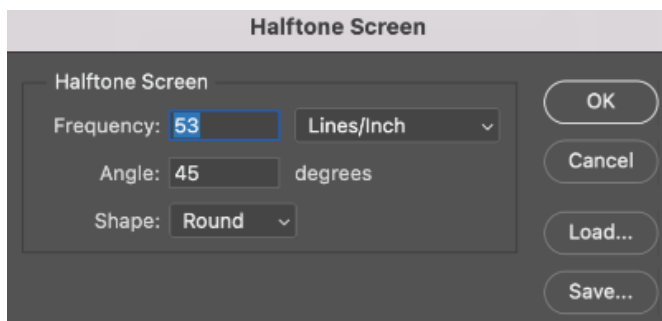 Halftone Screen
Halftone Screen
Frequency: 53 Lines/Inch
Angle: 45 degrees
Shape: Round
OK
Cancel
Load...
Save...